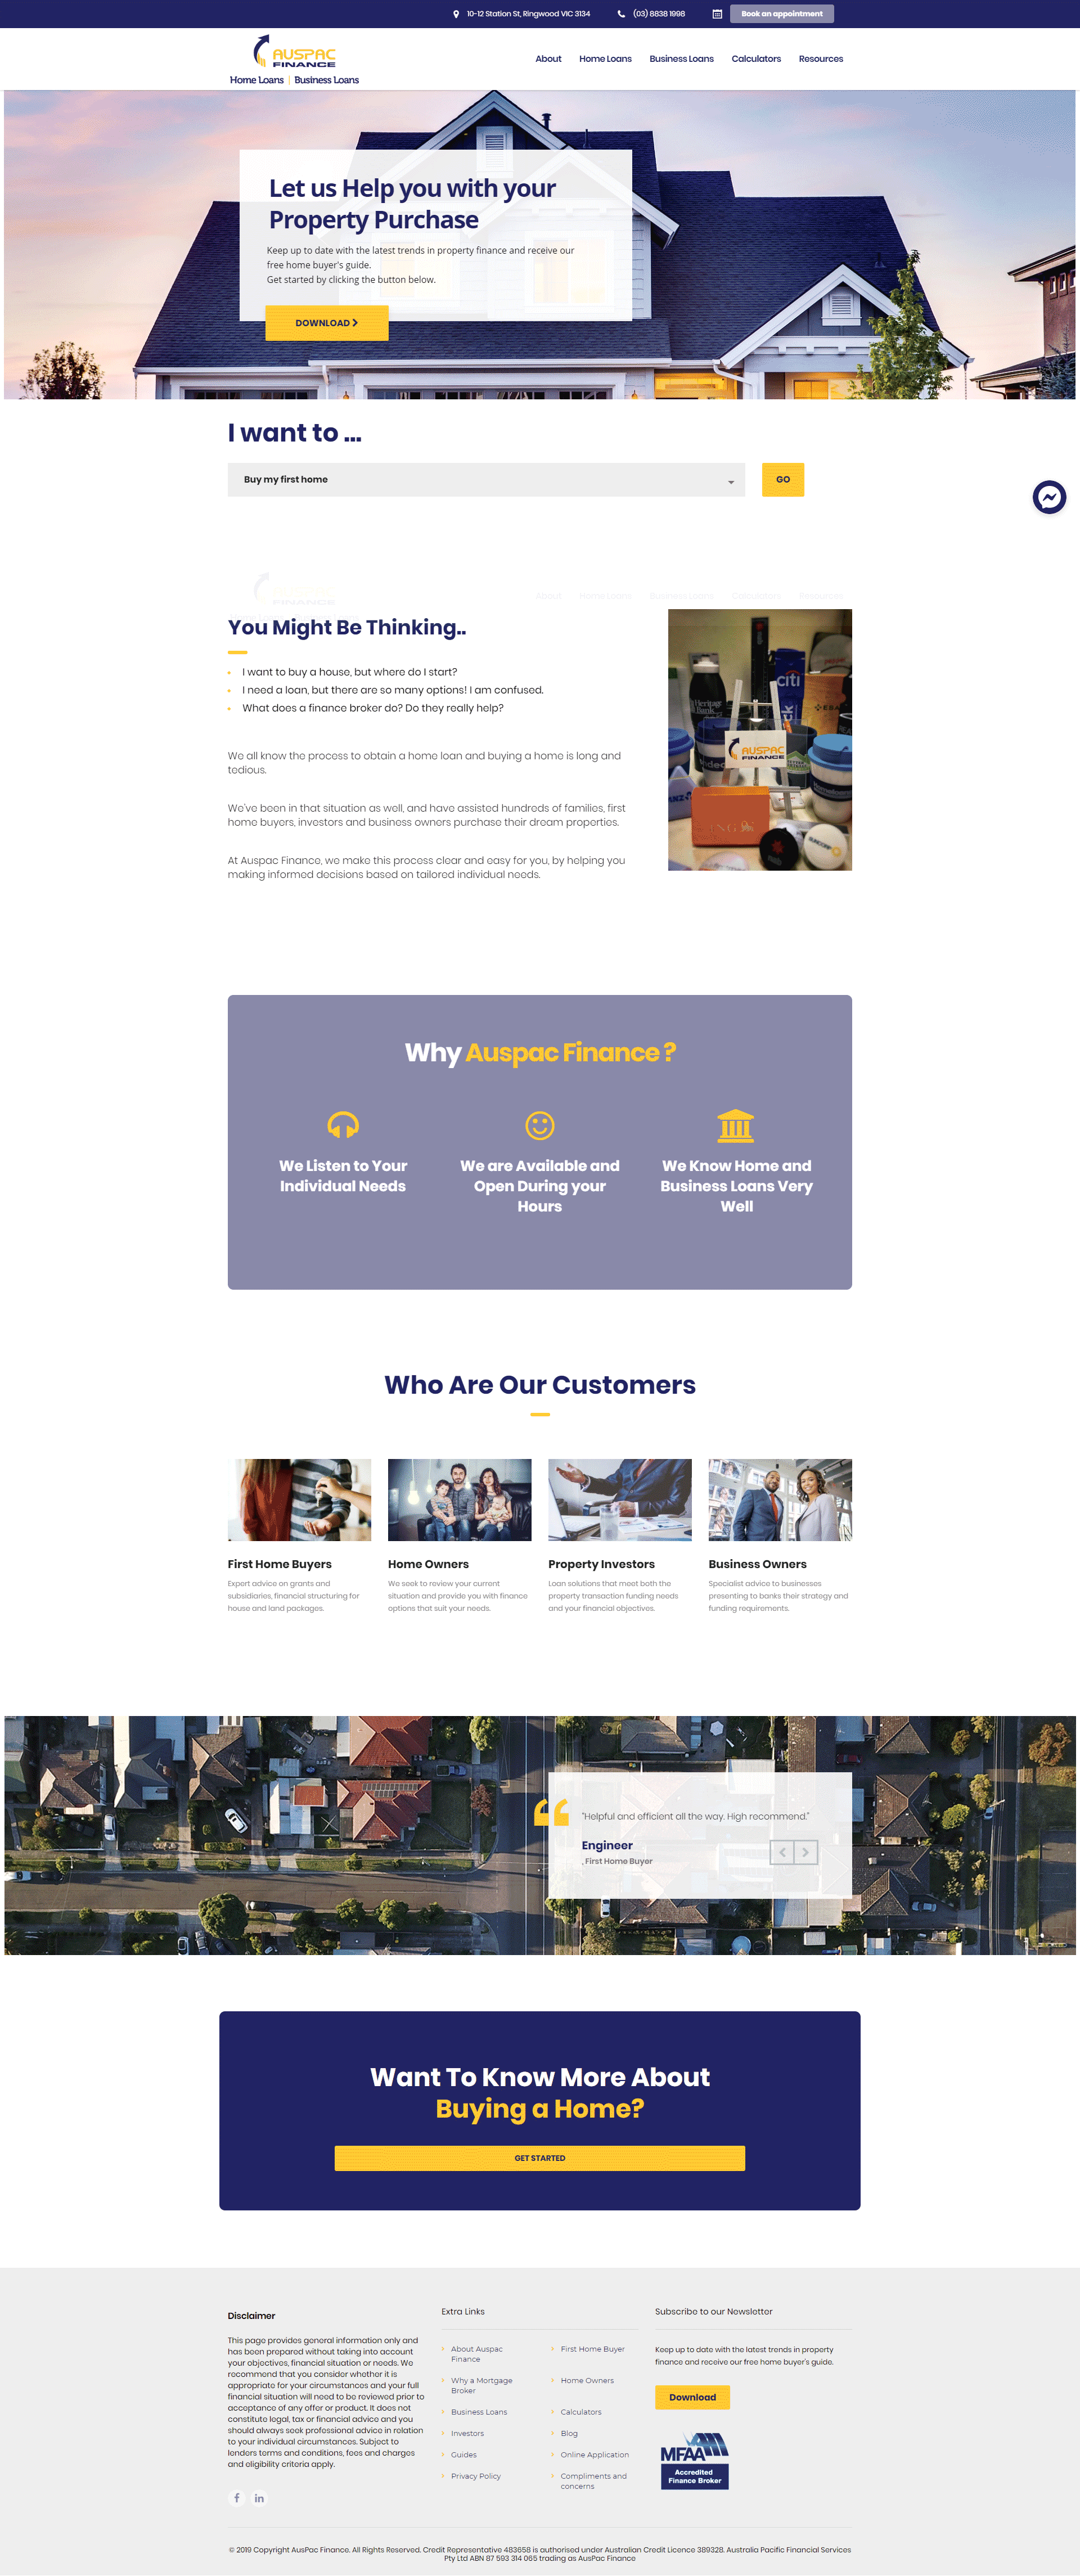 10-12 Station St, Ringwood VIC 3134
(03) 8838 1998
Book an appointment
AUSPAC
FINANCE
Home Loans | Business Loans
About
Home Loans
Business Loans
Calculators
Resources
Let us Help you with your
Property Purchase
Keep up to date with the latest trends in property finance and receive our
free home buyer's guide.
Get started by clicking the button below.
DOWNLOAD
I want to ...
Buy my first home
GO
FINANCE
About
Home Loans
Business Loans
Calculators
Resources
You Might Be Thinking..
I want to buy a house, but where do I start?
I need a loan, but there are so many options! I am confused.
What does a finance broker do? Do they really help?
We all know the process to obtain a home loan and buying a home is long and
tedious.
We've been in that situation as well, and have assisted hundreds of families, first
home buyers, investors and business owners purchase their dream properties.
At Auspac Finance, we make this process clear and easy for you, by helping you
making informed decisions based on tailored individual needs.
citi
Heritage
Bank
AUSPAC
FINANCE
ING
Why Auspac Finance ?
We Listen to Your
Individual Needs
We are Available and
Open During your
Hours
We Know Home and
Business Loans Very
Well
Who Are Our Customers
First Home Buyers
Expert advice on grants and
subsidiaries, financial structuring for
house and land packages.
Home Owners
We seek to review your current
situation and provide you with finance
options that suit your needs.
Property Investors
Loan solutions that meet both the
property transaction funding needs
and your financial objectives.
Business Owners
Specialist advice to businesses
presenting to banks their strategy and
funding requirements.
"Helpful and efficient all the way. High recommend."
Engineer
, First Home Buyer
Want To Know More About
Buying a Home?
GET STARTED
Disclaimer
This page provides general information only and
has been prepared without taking into account
your objectives, financial situation or needs. We
recommend that you consider whether it is
appropriate for your circumstances and your full
financial situation will need to be reviewed prior to
acceptance of any offer or product. It does not
constitute legal, tax or financial advice and you
should always seek professional advice in relation
to your individual circumstances. Subject to
lenders terms and conditions, fees and charges
and eligibility criteria apply.
Extra Links
About Auspac
Finance
Why a Mortgage
Broker
Business Loans
Investors
Guides
Privacy Policy
First Home Buyer
Home Owners
Calculators
Blog
Online Application
Compliments and
concerns
Subscribe to our Newsletter
Keep up to date with the latest trends in property
finance and receive our free home buyer's guide.
Download
MFAA
Accredited
Finance Broker
© 2019 Copyright AusPac Finance. All Rights Reserved. Credit Representative 483658 is authorised under Australian Credit Licence 389328. Australia Pacific Financial Services
Pty Ltd ABN 87 593 314 065 trading as AusPac Finance